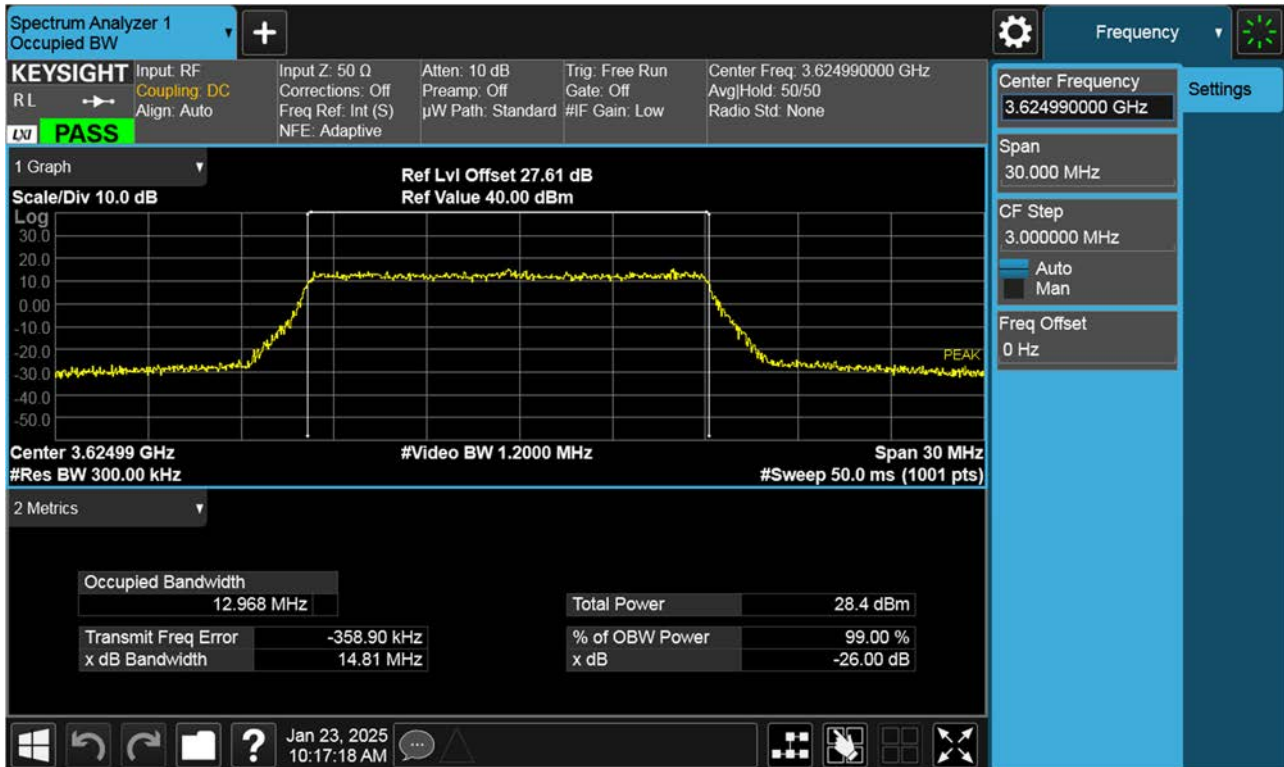 Spectrum Analyzer 1
Occupied BW
+
Frequency
KEYSIGHT
RL
LXI
PASS
Input: RF
Coupling: DC
Align: Auto
Input Z: 50 Ω
Corrections: Off
Freq Ref: Int (S)
NFE: Adaptive
Atten: 10 dB
Preamp: Off
µW Path: Standard
Trig: Free Run
Gate: Off
#IF Gain: Low
Center Freq: 3.624990000 GHz
Avg|Hold: 50/50
Radio Std: None
Center Frequency
3.624990000 GHz
Settings
Span
30.000 MHz
CF Step
3.000000 MHz
Auto
Man
Freq Offset
0 Hz
1 Graph
Scale/Div 10.0 dB
Ref Lvl Offset 27.61 dB
Ref Value 40.00 dBm
Log
30.0
20.0
10.0
0.00
-10.0
-20.0
-30.0
-40.0
-50.0
PEAK
Center 3.62499 GHz
#Video BW 1.2000 MHz
Span 30 MHz
#Res BW 300.00 kHz
#Sweep 50.0 ms (1001 pts)
2 Metrics
Occupied Bandwidth
12.968 MHz
Total Power 28.4 dBm
Transmit Freq Error -358.90 kHz
% of OBW Power 99.00 %
x dB Bandwidth 14.81 MHz
x dB -26.00 dB
?
Jan 23, 2025
10:17:18 AM